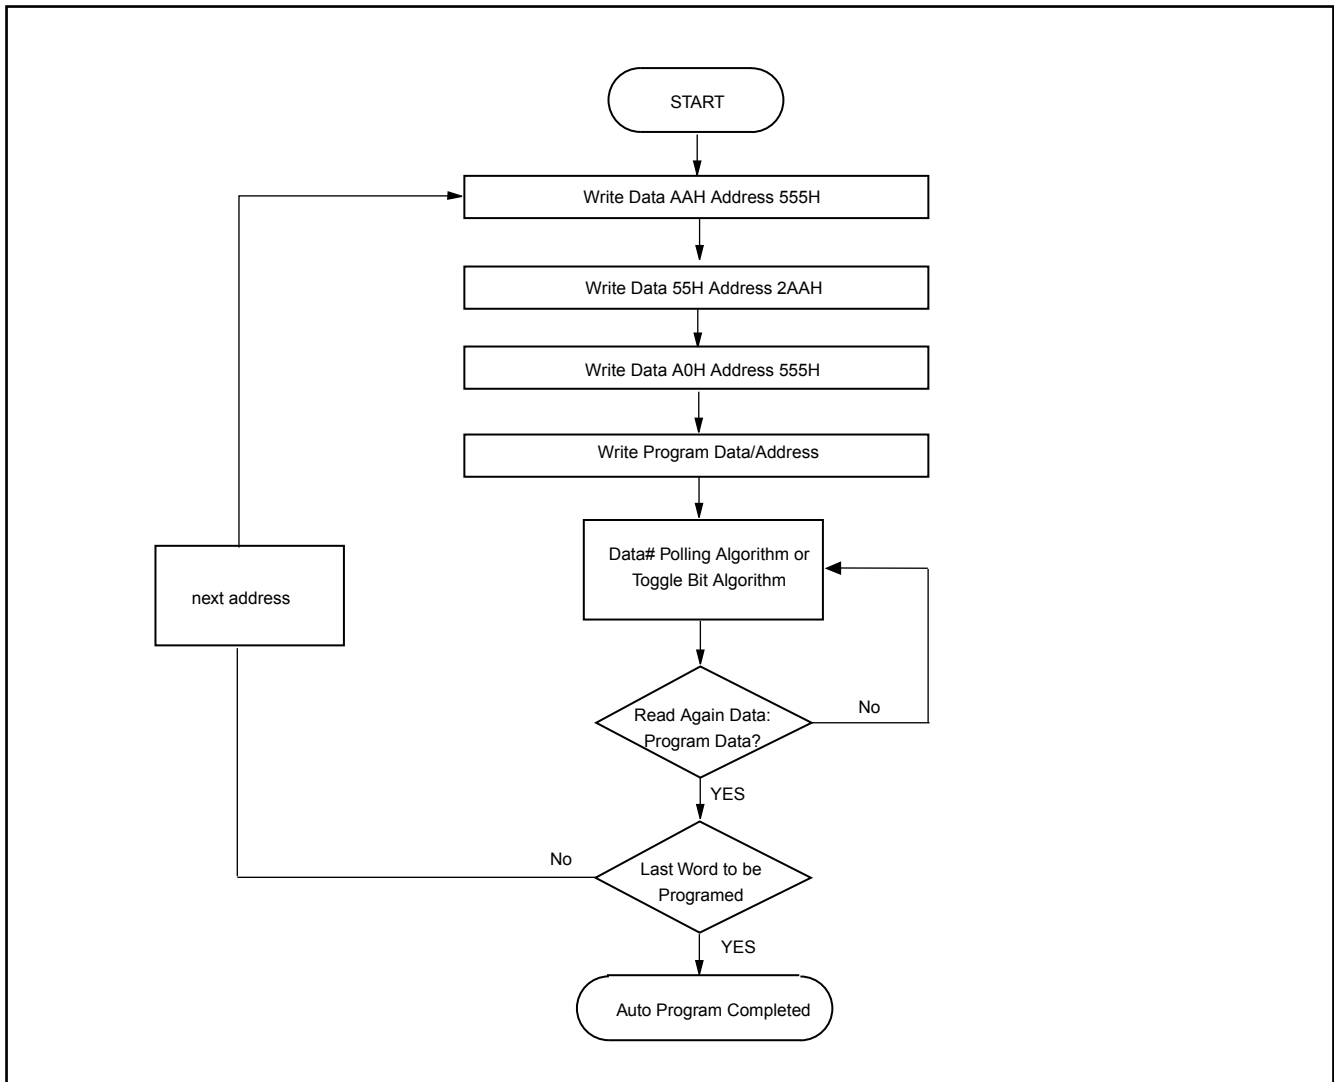 START
Write Data AAH Address 555H
Write Data 55H Address 2AAH
Write Data A0H Address 555H
Write Program Data/Address
Data# Polling Algorithm or
Toggle Bit Algorithm
next address
Read Again Data:
Program Data?
No
YES
No
Last Word to be
Programed
YES
Auto Program Completed